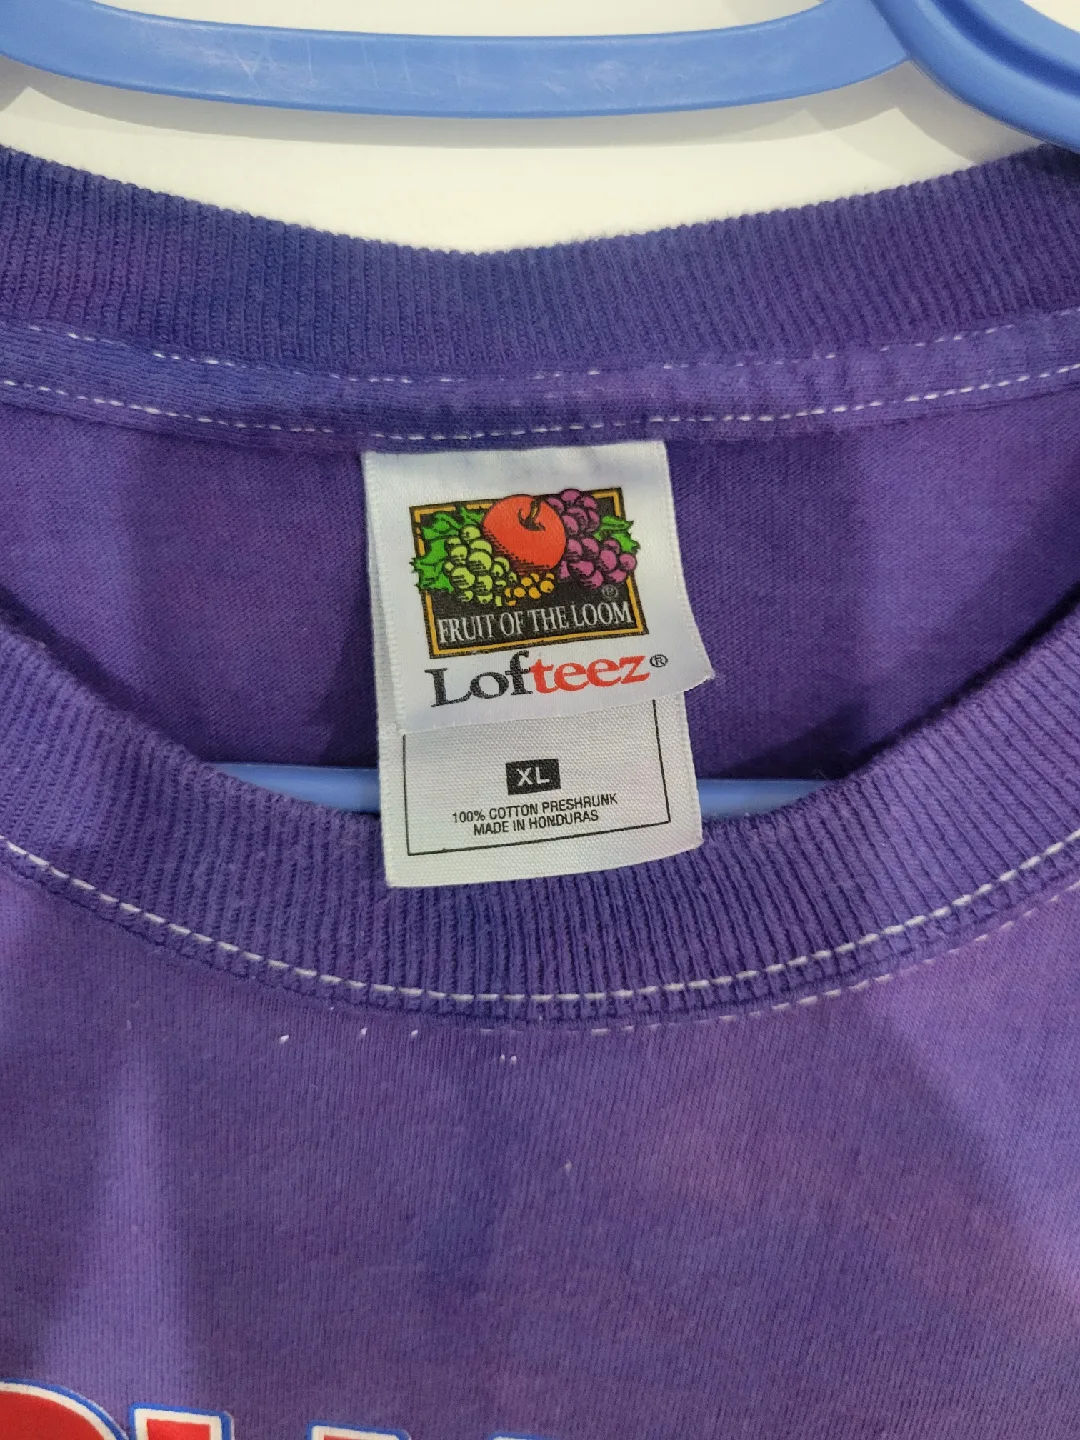 FRUIT OF THE LOOM ®
Lofteez®
XL
100% COTTON PRESHRUNK
MADE IN HONDURAS